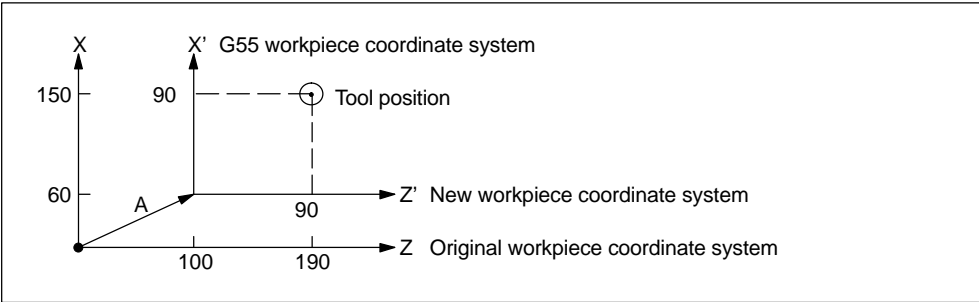 X X’ G55 workpiece coordinate system
150 90 Tool position
60 Z’ New workpiece coordinate system
A 90
Z Original workpiece coordinate system
100 190